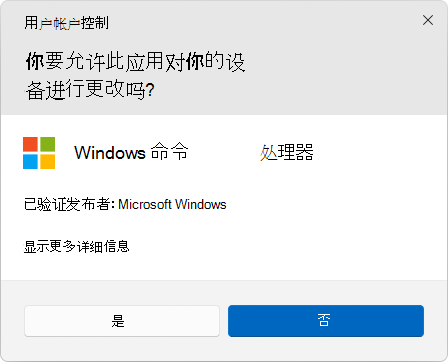 用户帐户控制
你要允许此应用对你的设
备进行更改吗?
Windows 命令 处理器
已验证发布者: Microsoft Windows
显示更多详细信息
是 否